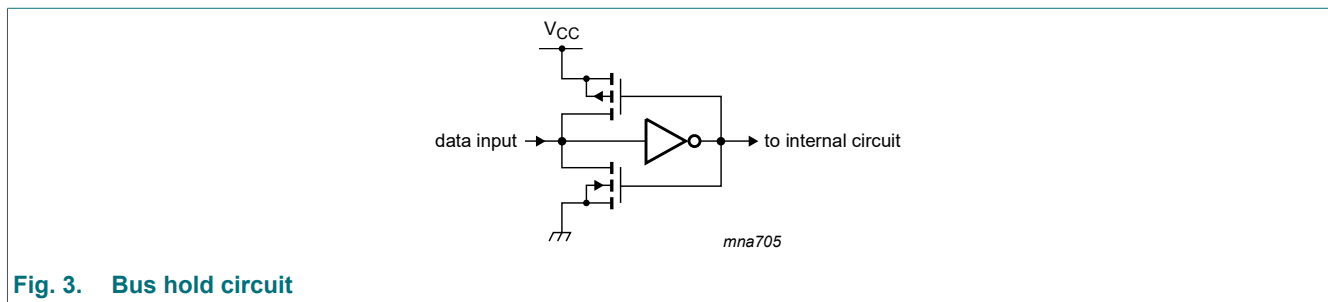 VCC
data input
to internal circuit
mna705
Fig. 3. Bus hold circuit